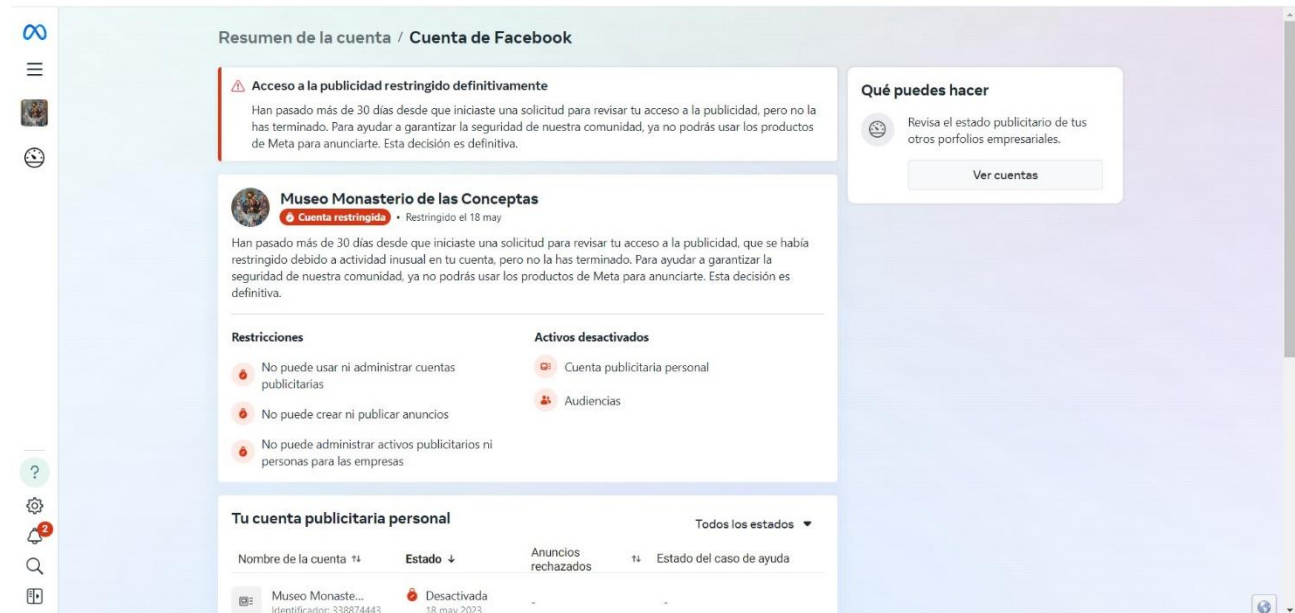 Resumen de la cuenta / Cuenta de Facebook
Acceso a la publicidad restringido definitivamente
Han pasado más de 30 días desde que iniciaste una solicitud para revisar tu acceso a la publicidad, pero no la
has terminado. Para ayudar a garantizar la seguridad de nuestra comunidad, ya no podrás usar los productos
de Meta para anunciarte. Esta decisión es definitiva.
Qué puedes hacer
Revisa el estado publicitario de tus
otros porfolios empresariales.
Ver cuentas
Museo Monasterio de las Conceptas
Cuenta restringida • Restringido el 18 may
Han pasado más de 30 días desde que iniciaste una solicitud para revisar tu acceso a la publicidad, que se había
restringido debido a actividad inusual en tu cuenta, pero no la has terminado. Para ayudar a garantizar la
seguridad de nuestra comunidad, ya no podrás usar los productos de Meta para anunciarte. Esta decisión es
definitiva.
Restricciones
No puede usar ni administrar cuentas
publicitarias
No puede crear ni publicar anuncios
No puede administrar activos publicitarios ni
personas para las empresas
Activos desactivados
Cuenta publicitaria personal
Audiencias
?
2
Tu cuenta publicitaria personal
Todos los estados
Nombre de la cuenta Estado Anuncios rechazados Estado del caso de ayuda
Museo Monaste... Desactivada - -
Identificador: 338874443 18 may 2023